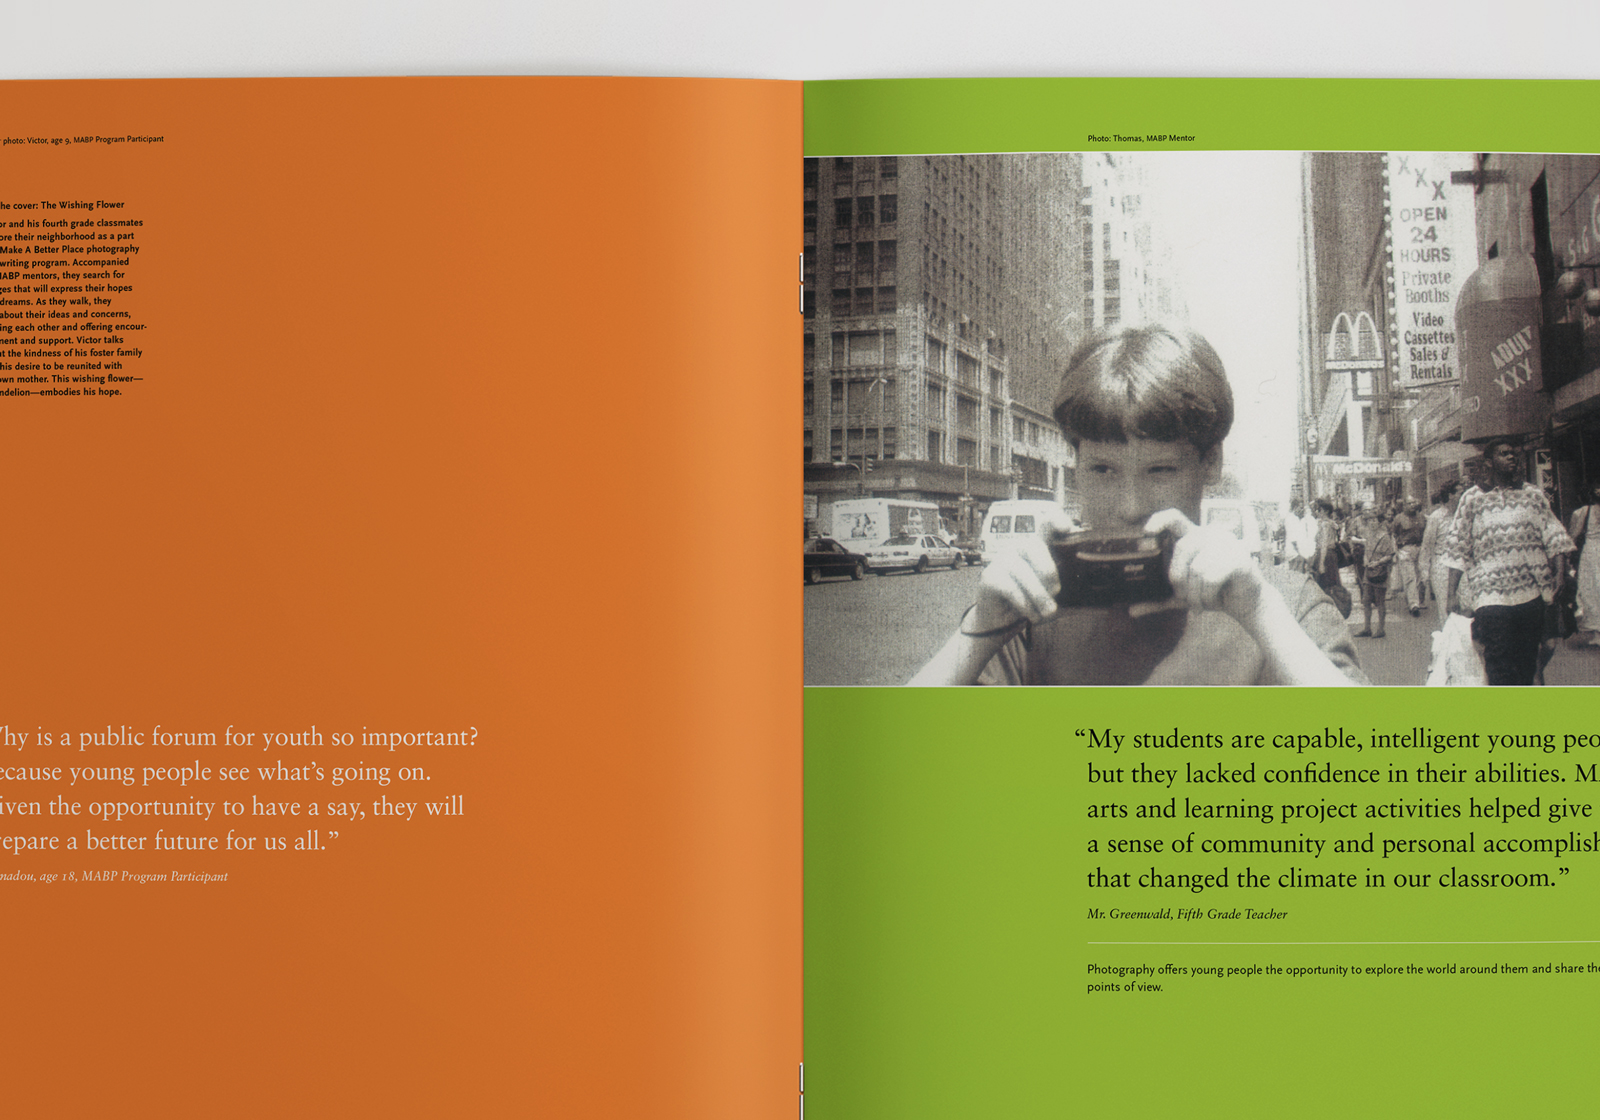 photo: Victor, age 9, MABP Program Participant
he cover: The Wishing Flower
or and his fourth grade classmates
ore their neighborhood as a part
Make A Better Place photography
writing program. Accompanied
MABP mentors, they search for
ges that will express their hopes
dreams. As they walk, they
about their ideas and concerns,
ing each other and offering encour-
ment and support. Victor talks
t the kindness of his foster family
his desire to be reunited with
own mother. This wishing flower—
ndelion—embodies his hope.
hy is a public forum for youth so important?
ecause young people see what’s going on.
iven the opportunity to have a say, they will
repare a better future for us all.”
madou, age 18, MABP Program Participant
Photo: Thomas, MABP Mentor
XXX
OPEN
24
HOURS
Private
Booths
Video
Cassettes
Sales &
Rentals
McDonald's
ADULT
XXX
McDonald's
“My students are capable, intelligent young peo
but they lacked confidence in their abilities. M
arts and learning project activities helped give
a sense of community and personal accomplish
that changed the climate in our classroom.”
Mr. Greenwald, Fifth Grade Teacher
Photography offers young people the opportunity to explore the world around them and share the
points of view.